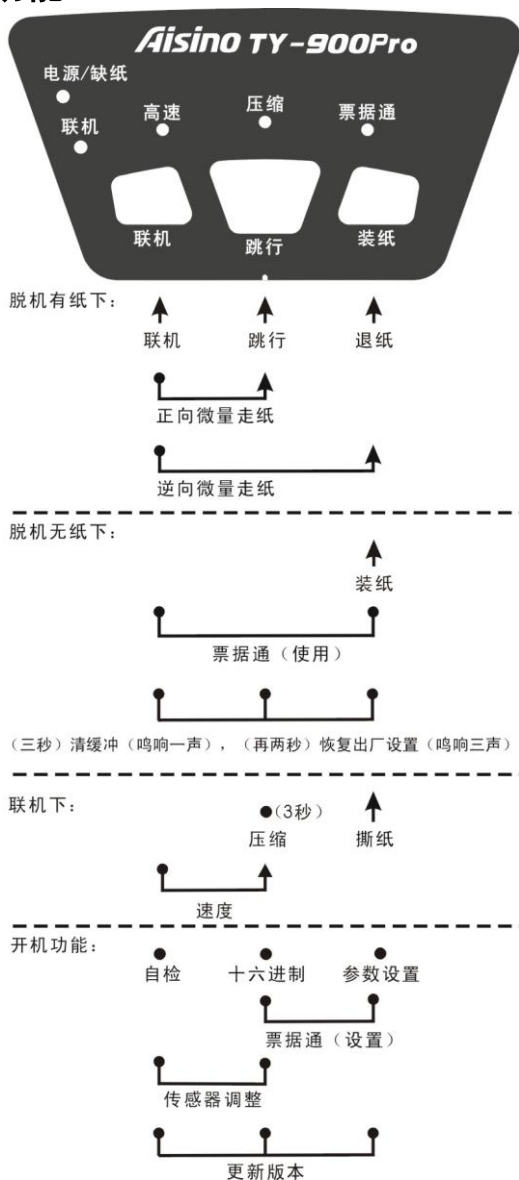 Aisino TY-900Pro
电源/缺纸
联机 高速 压缩 票据通
联机 跳行 装纸
脱机有纸下：
联机 跳行 退纸
正向微量走纸
逆向微量走纸
脱机无纸下：
装纸
票据通（使用）
（三秒）清缓冲（鸣响一声），（再两秒）恢复出厂设置（鸣响三声）
联机下：
(3秒)
压缩 撕纸
速度
开机功能：
自检 十六进制 参数设置
票据通（设置）
传感器调整
更新版本